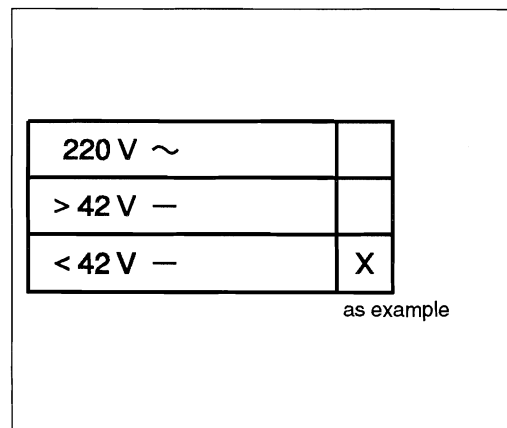 220 V ~
> 42 V —
< 42 V — X
as example